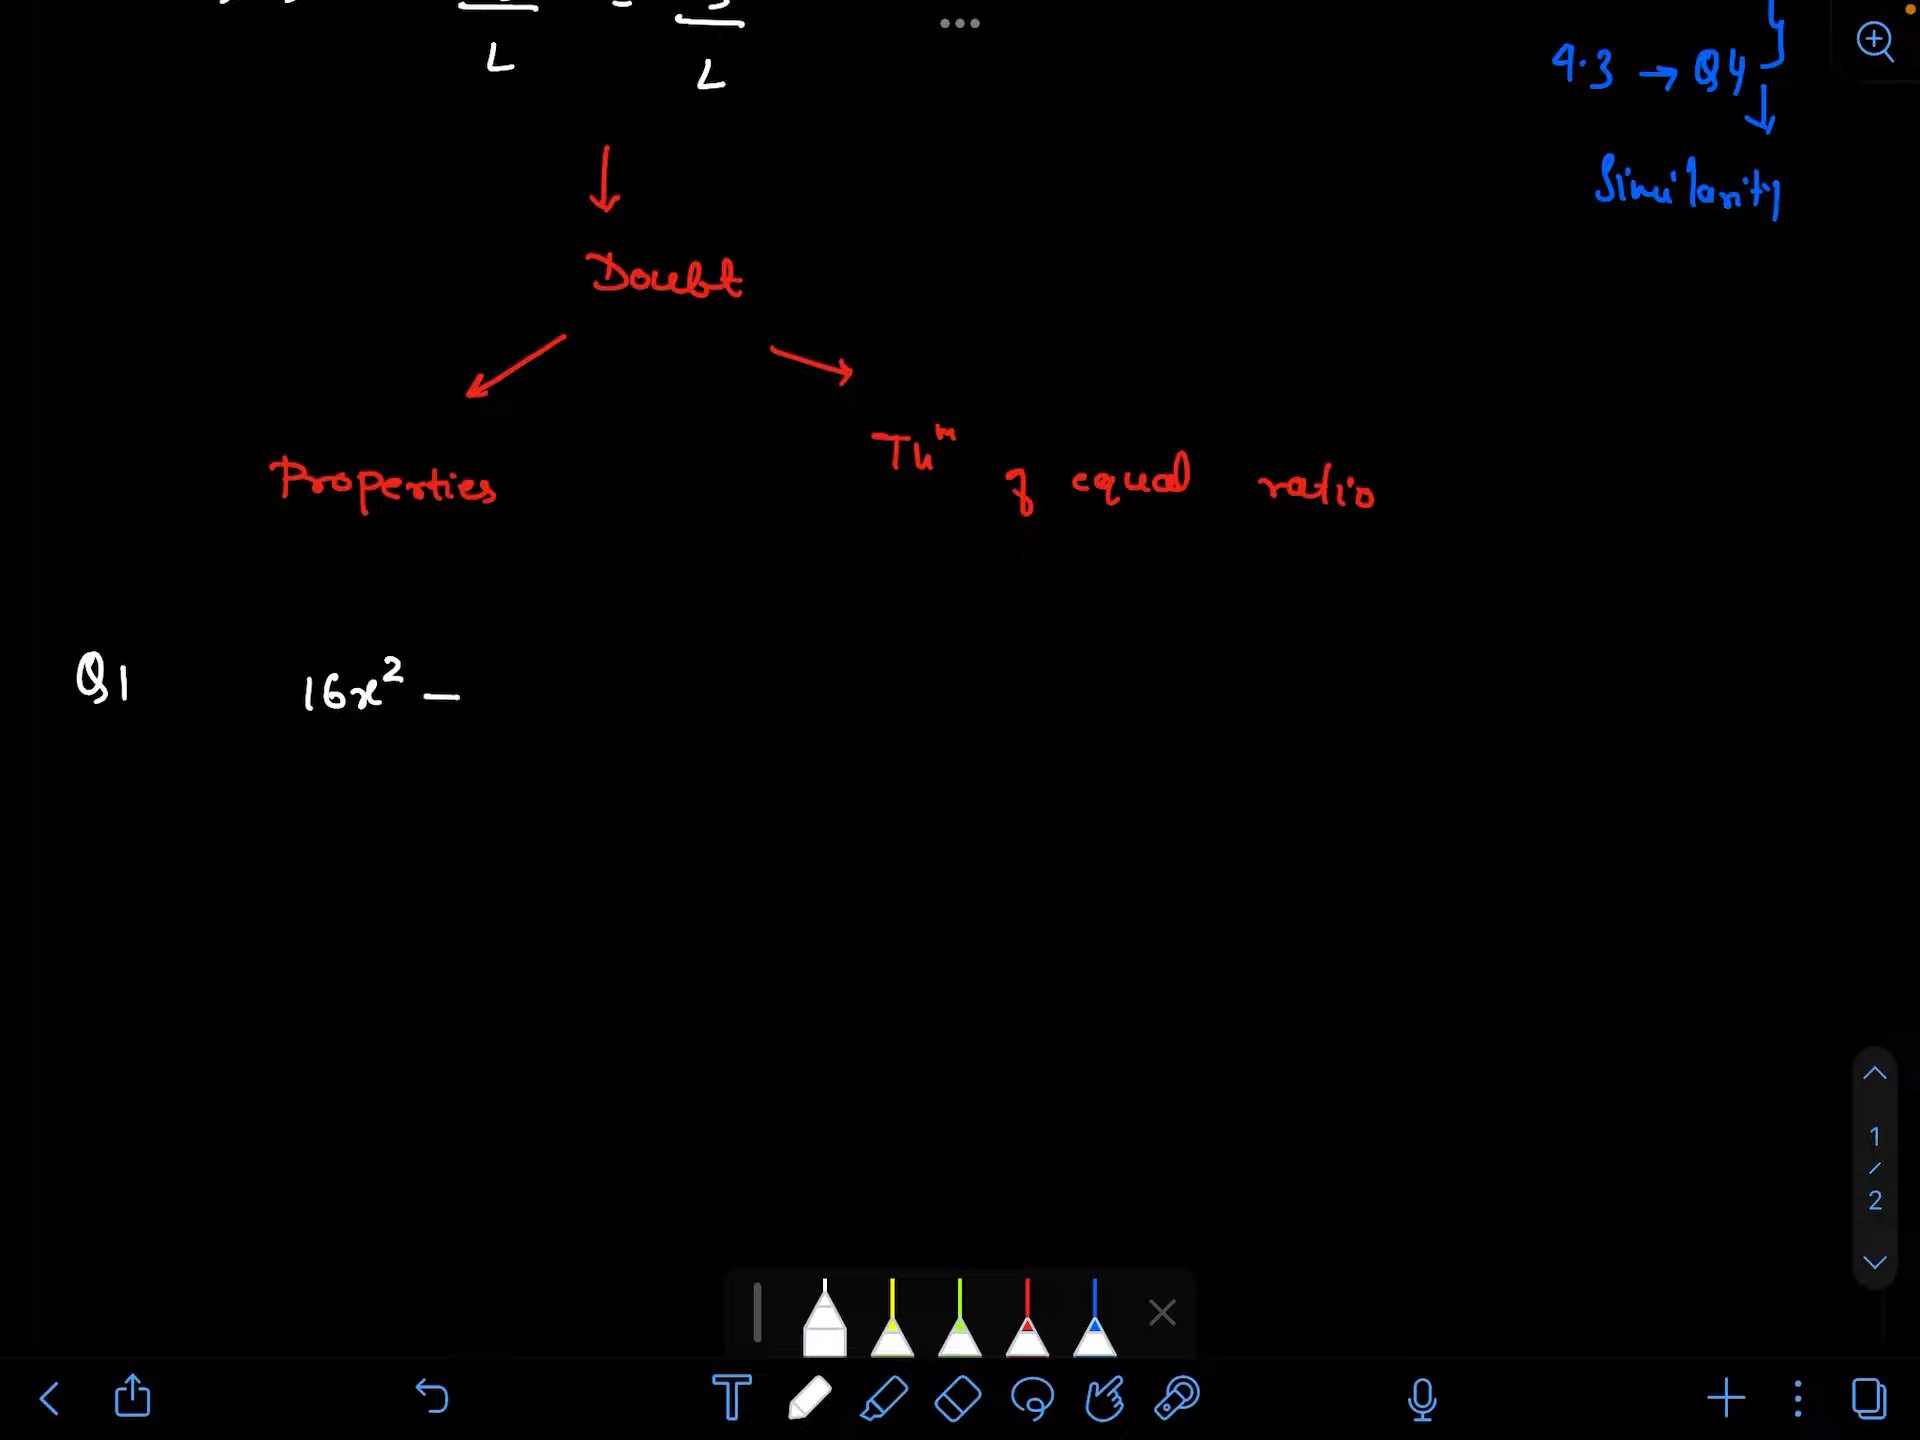 L
L
4.3 → Q4
↓
Similarity
↓
Doubt
Properties
Thm of equal ratio
Q1 16x² –
1
/
2
T